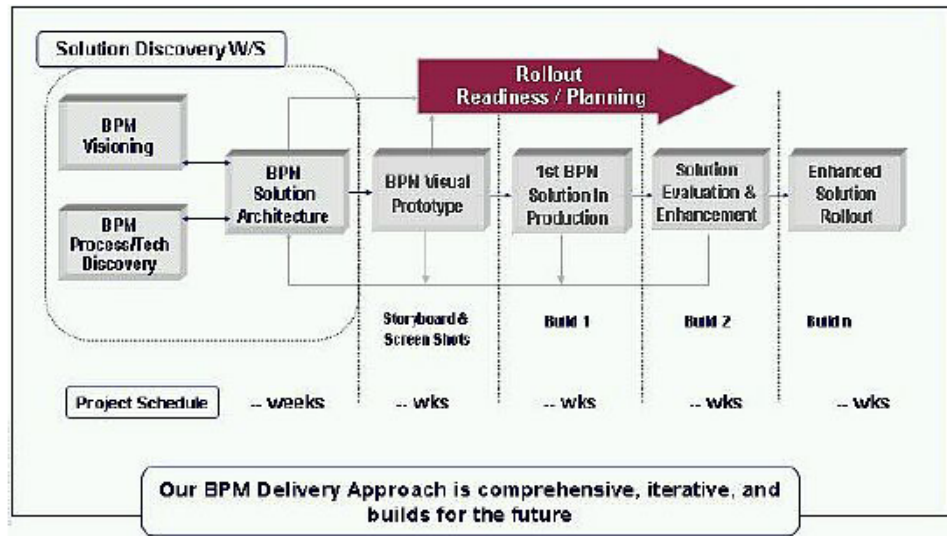 Solution Discovery W/S
Rollout
Readiness / Planning
BPM
Visioning
BPM
Process/Tech
Discovery
BPM
Solution
Architecture
BPM Visual
Prototype
1st BPM
Solution In
Production
Solution
Evaluation &
Enhancement
Enhanced
Solution
Rollout
Storyboard &
Screen Shots
Build 1
Build 2
Build n
Project Schedule
-- weeks
-- wks
-- wks
-- wks
-- wks
Our BPM Delivery Approach is comprehensive, iterative, and
builds for the future